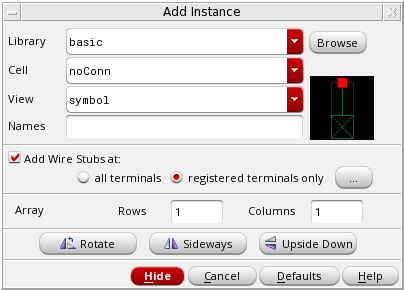 Add Instance
Library basic Browse
Cell noConn
View symbol
Names
Add Wire Stubs at:
all terminals registered terminals only ...
Array Rows 1 Columns 1
Rotate Sideways Upside Down
Hide Cancel Defaults Help